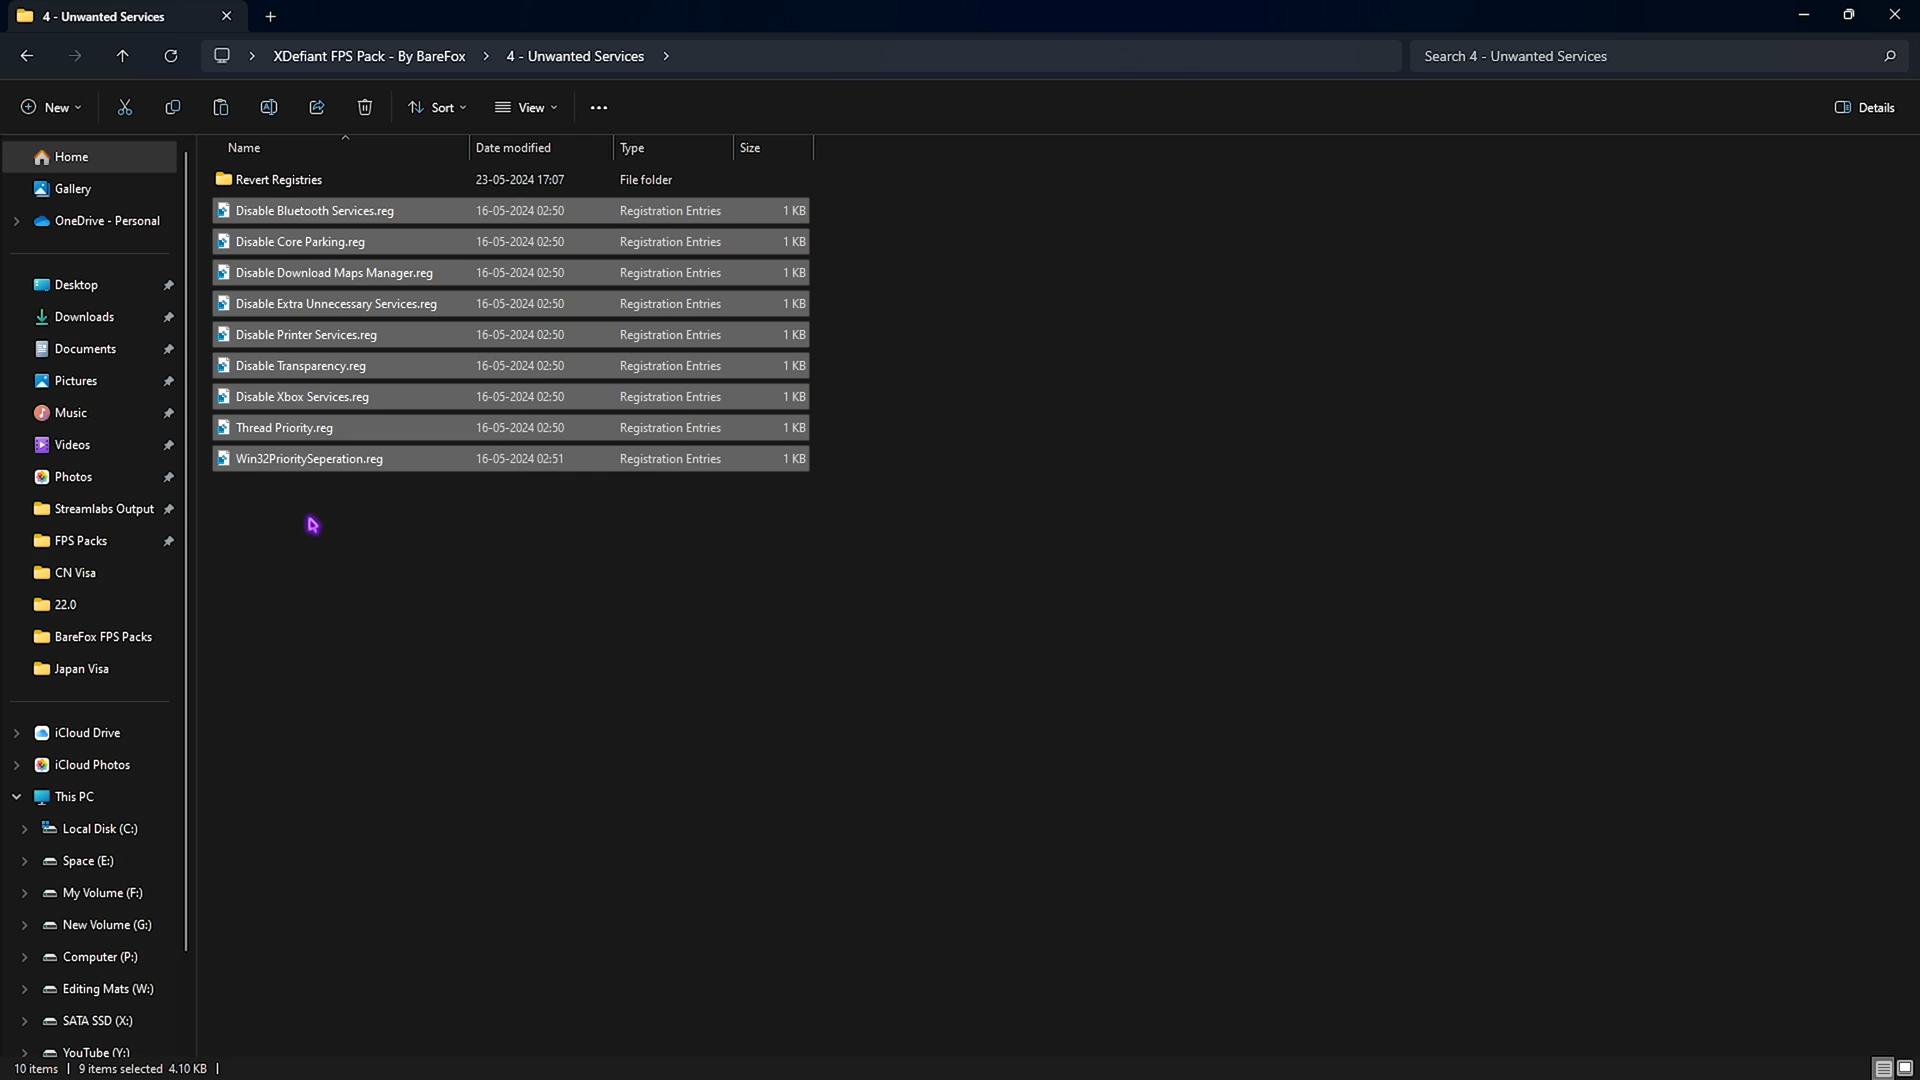 4 - Unwanted Services
XDefiant FPS Pack - By BareFox > 4 - Unwanted Services >
Search 4 - Unwanted Services
New
Sort
View
Details
Name Date modified Type Size
Revert Registries 23-05-2024 17:07 File folder
Disable Bluetooth Services.reg 16-05-2024 02:50 Registration Entries 1 KB
Disable Core Parking.reg 16-05-2024 02:50 Registration Entries 1 KB
Disable Download Maps Manager.reg 16-05-2024 02:50 Registration Entries 1 KB
Disable Extra Unnecessary Services.reg 16-05-2024 02:50 Registration Entries 1 KB
Disable Printer Services.reg 16-05-2024 02:50 Registration Entries 1 KB
Disable Transparency.reg 16-05-2024 02:50 Registration Entries 1 KB
Disable Xbox Services.reg 16-05-2024 02:50 Registration Entries 1 KB
Thread Priority.reg 16-05-2024 02:50 Registration Entries 1 KB
Win32PrioritySeperation.reg 16-05-2024 02:51 Registration Entries 1 KB
Home
Gallery
OneDrive - Personal
Desktop
Downloads
Documents
Pictures
Music
Videos
Photos
Streamlabs Output
FPS Packs
CN Visa
22.0
BareFox FPS Packs
Japan Visa
iCloud Drive
iCloud Photos
This PC
Local Disk (C:)
Space (E:)
My Volume (F:)
New Volume (G:)
Computer (P:)
Editing Mats (W:)
SATA SSD (X:)
YouTube (Y:)
10 items | 9 items selected 4.10 KB |